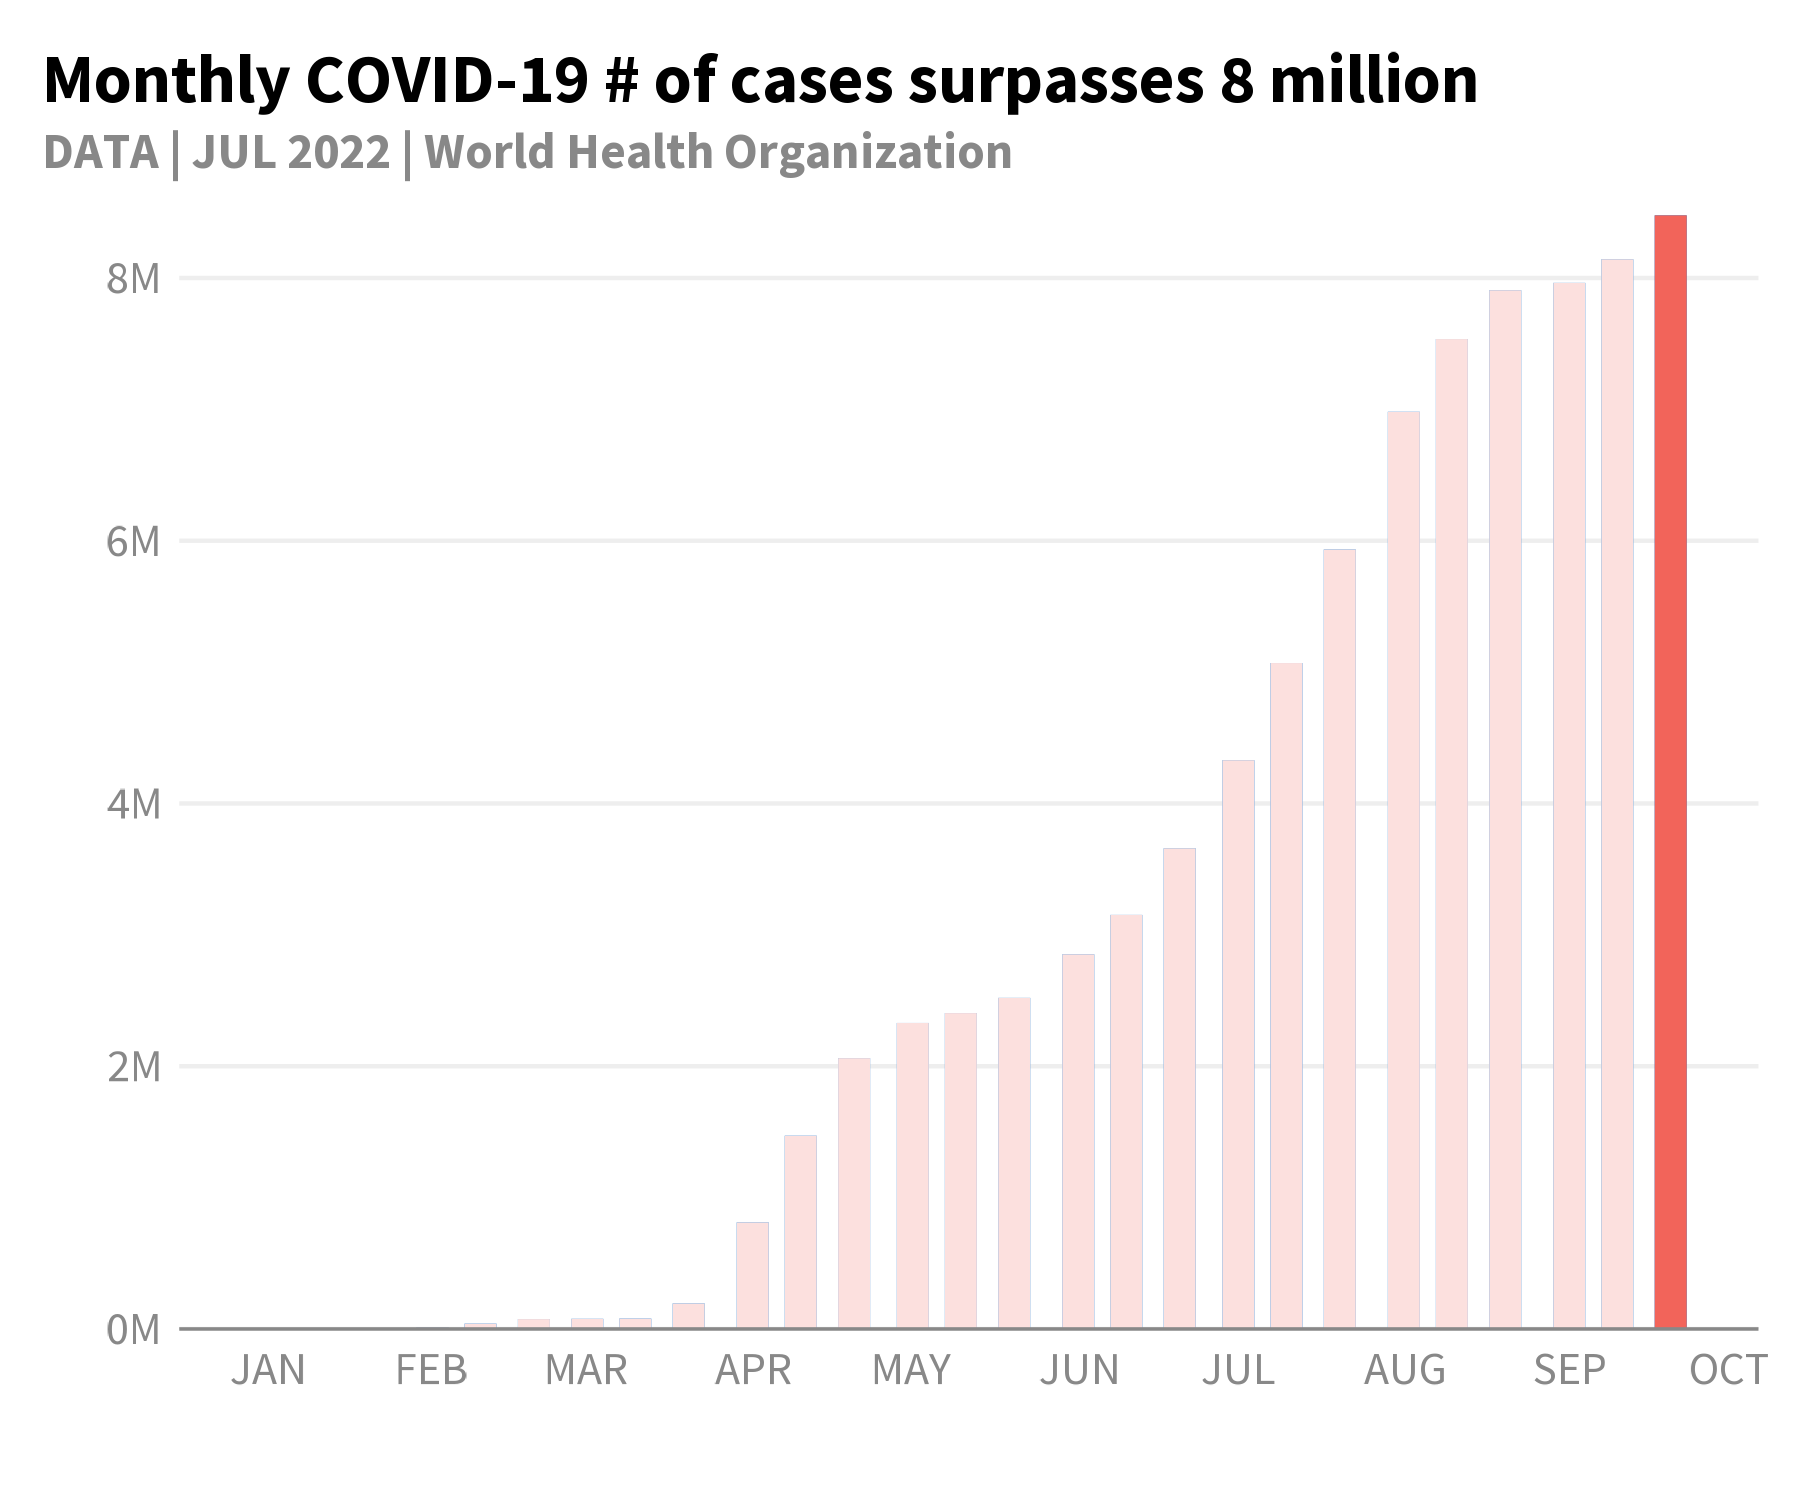 Monthly COVID-19 # of cases surpasses 8 million
DATA | JUL 2022 | World Health Organization
8M
6M
4M
2M
0M
JAN FEB MAR APR MAY JUN JUL AUG SEP OCT